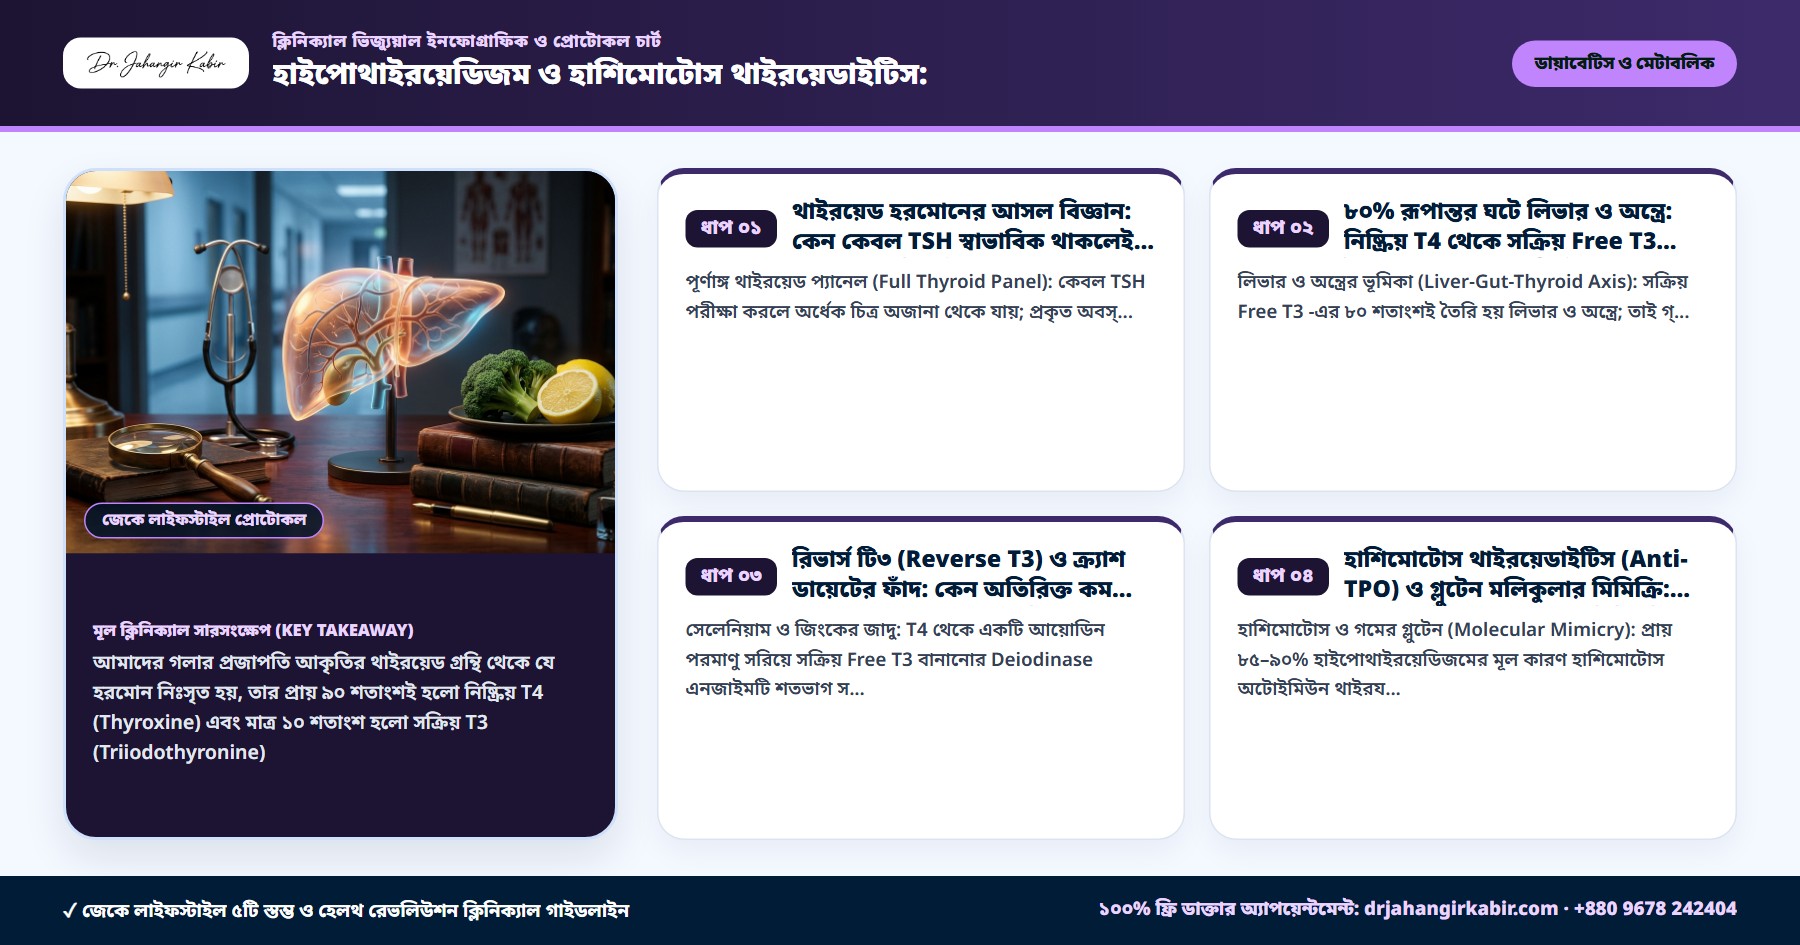 Dr. Jahangir Kabir
ক্লিনিক্যাল ভিজ্যুয়াল ইনফোগ্রাফিক ও প্রোটোকল চার্ট
হাইপোথাইরয়েডিজম ও হাশিমোটোস থাইরয়েডাইটিস:
ডায়াবেটিস ও মেটাবলিক
জেকে লাইফস্টাইল প্রোটোকল
মূল ক্লিনিক্যাল সারসংক্ষেপ (KEY TAKEAWAY)
আমাদের গলার প্রজাপতি আকৃতির থাইরয়েড গ্রন্থি থেকে যে
হরমোন নিঃসৃত হয়, তার প্রায় ৯০ শতাংশই হলো নিষ্ক্রিয় T4
(Thyroxine) এবং মাত্র ১০ শতাংশ হলো সক্রিয় T3
(Triiodothyronine)
ধাপ ০১
থাইরয়েড হরমোনের আসল বিজ্ঞান:
কেন কেবল TSH স্বাভাবিক থাকলেই...
পূর্ণাঙ্গ থাইরয়েড প্যানেল (Full Thyroid Panel): কেবল TSH
পরীক্ষা করলে অর্ধেক চিত্র অজানা থেকে যায়; প্রকৃত অবস্...
ধাপ ০২
৮০% রূপান্তর ঘটে লিভার ও অন্ত্রে:
নিষ্ক্রিয় T4 থেকে সক্রিয় Free T3...
লিভার ও অন্ত্রের ভূমিকা (Liver-Gut-Thyroid Axis): সক্রিয়
Free T3 -এর ৮০ শতাংশই তৈরি হয় লিভার ও অন্ত্রে; তাই গ্...
ধাপ ০৩
রিভার্স টি৩ (Reverse T3) ও ক্র্যাশ
ডায়েটের ফাঁদ: কেন অতিরিক্ত কম...
সেলেনিয়াম ও জিংকের জাদু: T4 থেকে একটি আয়োডিন
পরমাণু সরিয়ে সক্রিয় Free T3 বানানোর Deiodinase
এনজাইমটি শতভাগ স...
ধাপ ০৪
হাশিমোটোস থাইরয়েডাইটিস (Anti-
TPO) ও গ্লুটেন মলিকুলার মিমিক্রি:...
হাশিমোটোস ও গমের গ্লুটেন (Molecular Mimicry): প্রায়
৮৫–৯০% হাইপোথাইরয়েডিজমের মূল কারণ হাশিমোটোস
অটোইমিউন থাইরয...
✓ জেকে লাইফস্টাইল ৫টি স্তম্ভ ও হেলথ রেভলিউশন ক্লিনিক্যাল গাইডলাইন
১০০% ফ্রি ডাক্তার অ্যাপয়েন্টমেন্ট: drjahangirkabir.com · +880 9678 242404